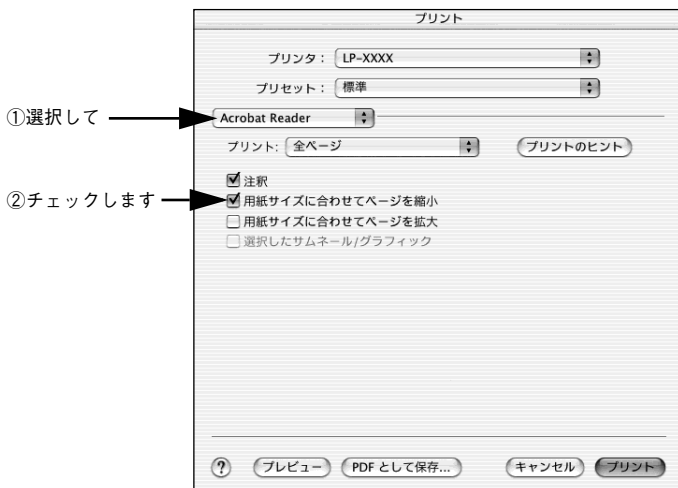 プリント
プリンタ： LP-XXXX
プリセット： 標準
①選択して
Acrobat Reader
プリント: 全ページ プリントのヒント
注釈
②チェックします
用紙サイズに合わせてページを縮小
用紙サイズに合わせてページを拡大
選択したサムネール/グラフィック
? プレビュー PDF として保存... キャンセル プリント